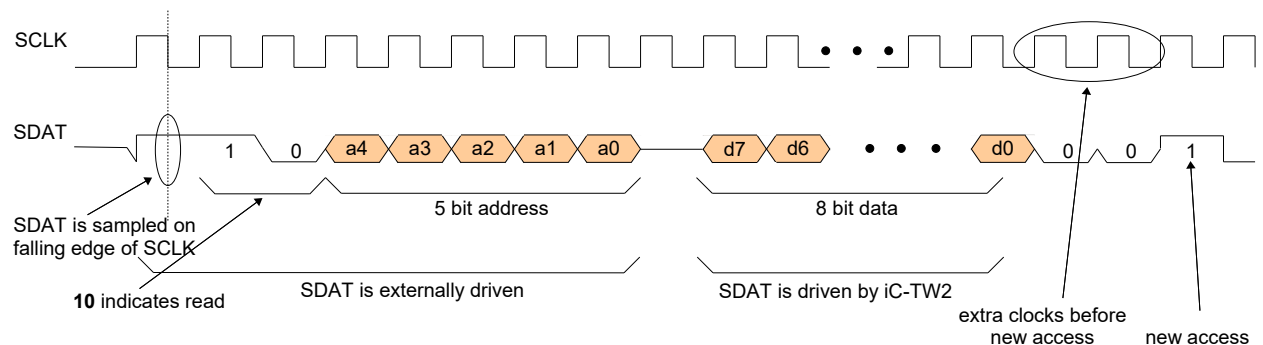 SCLK
SDAT
1 0 a4 a3 a2 a1 a0 d7 d6 d0 0 0 1
SDAT is sampled on
falling edge of SCLK
5 bit address
8 bit data
10 indicates read
SDAT is externally driven
SDAT is driven by iC-TW2
extra clocks before
new access
new access